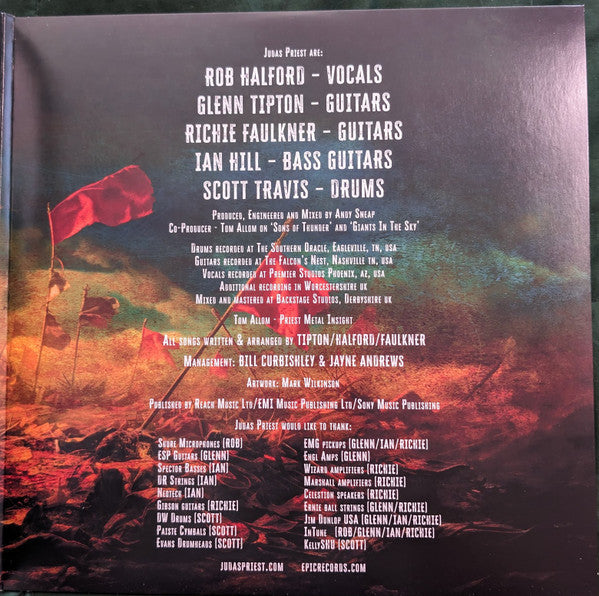 Judas Priest are:
Rob Halford – Vocals
Glenn Tipton – Guitars
Richie Faulkner – Guitars
Ian Hill – Bass Guitars
Scott Travis – Drums
Produced, Engineered and Mixed by Andy Sneap
Co-Producer - Tom Allom on 'Sons of Thunder' and 'Giants In The Sky'
Drums recorded at The Southern Oracle, Eagleville, TN, USA
Guitars recorded at The Falcon's Nest, Nashville TN, USA
Vocals recorded at Premier Studios Phoenix, AZ, USA
Additional recording in Worcestershire UK
Mixed and mastered at Backstage Studios, Derbyshire UK
Tom Allom - Priest Metal Insight
All songs written & arranged by TIPTON/HALFORD/FAULKNER
Management: BILL CURBISHLEY & JAYNE ANDREWS
Artwork: Mark Wilkinson
Published by Reach Music Ltd/EMI Music Publishing Ltd/Sony Music Publishing
Judas Priest would like to thank:
Shure Microphones (ROB)
ESP Guitars (GLENN)
Spector Basses (IAN)
DR Strings (IAN)
Neotech (IAN)
Gibson guitars (RICHIE)
DW Drums (SCOTT)
Paiste Cymbals (SCOTT)
Evans Drumheads (SCOTT)
EMG pickups (GLENN/IAN/RICHIE)
Engl Amps (GLENN)
Wizard amplifiers (RICHIE)
Marshall amplifiers (RICHIE)
Celestion speakers (RICHIE)
Ernie ball strings (GLENN/RICHIE)
Jim Dunlop USA (GLENN/IAN/RICHIE)
InTune (ROB/GLENN/IAN/RICHIE)
KellySHU (SCOTT)
JUDASPRIEST.COM EPICRECORDS.COM